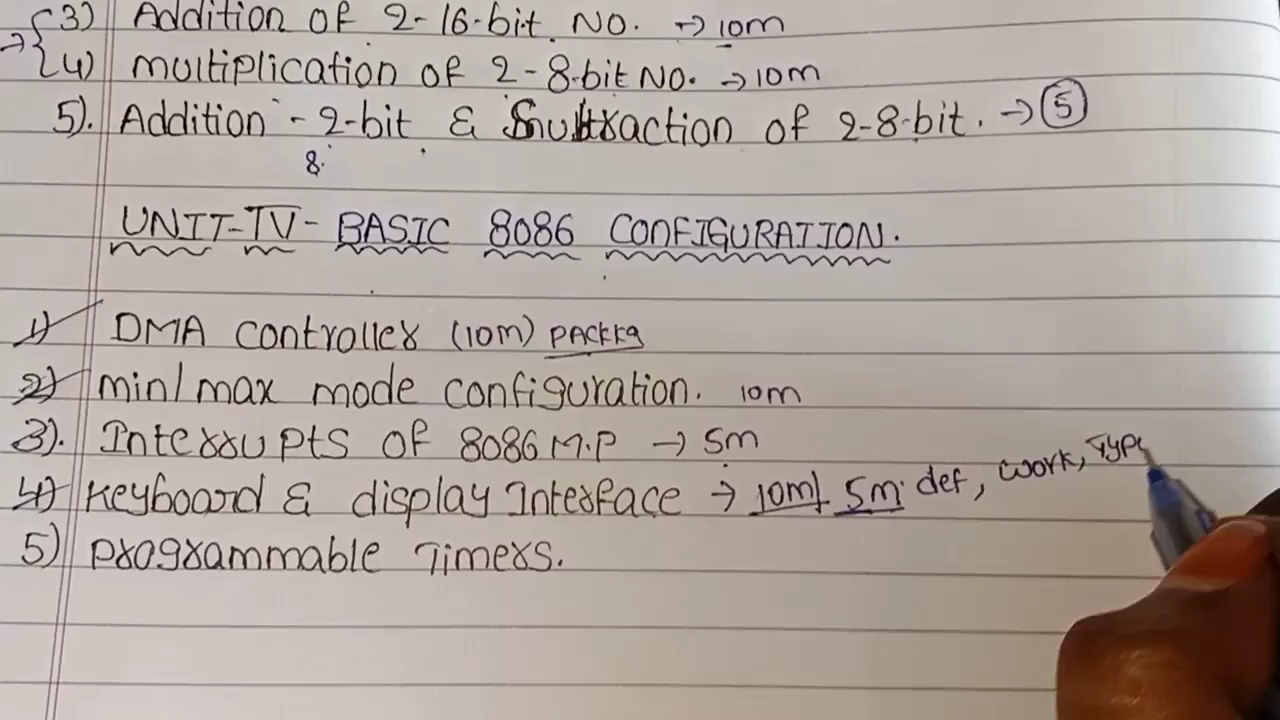 →{3) Addition of 2-16-bit No. → 10m
{4) multiplication of 2-8-bit No. → 10m
5). Addition - 2-bit & Subtraction of 2-8-bit. → 5
8
UNIT-IV- BASIC 8086 CONFIGURATION.
1) DMA controller (10m)
2) min/max mode configuration. 10m
3). Interrupts of 8086 M.P → 5m
4) Keyboard & display Interface → 10m/ 5m def, work, Type
5) programmable Timers.